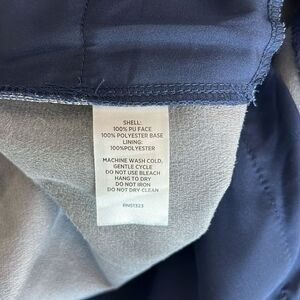 SHELL:
100% PU FACE
100% POLYESTER BASE
LINING:
100%POLYESTER
MACHINE WASH COLD,
GENTLE CYCLE
DO NOT USE BLEACH
HANG TO DRY
DO NOT IRON
DO NOT DRY CLEAN
RN51323